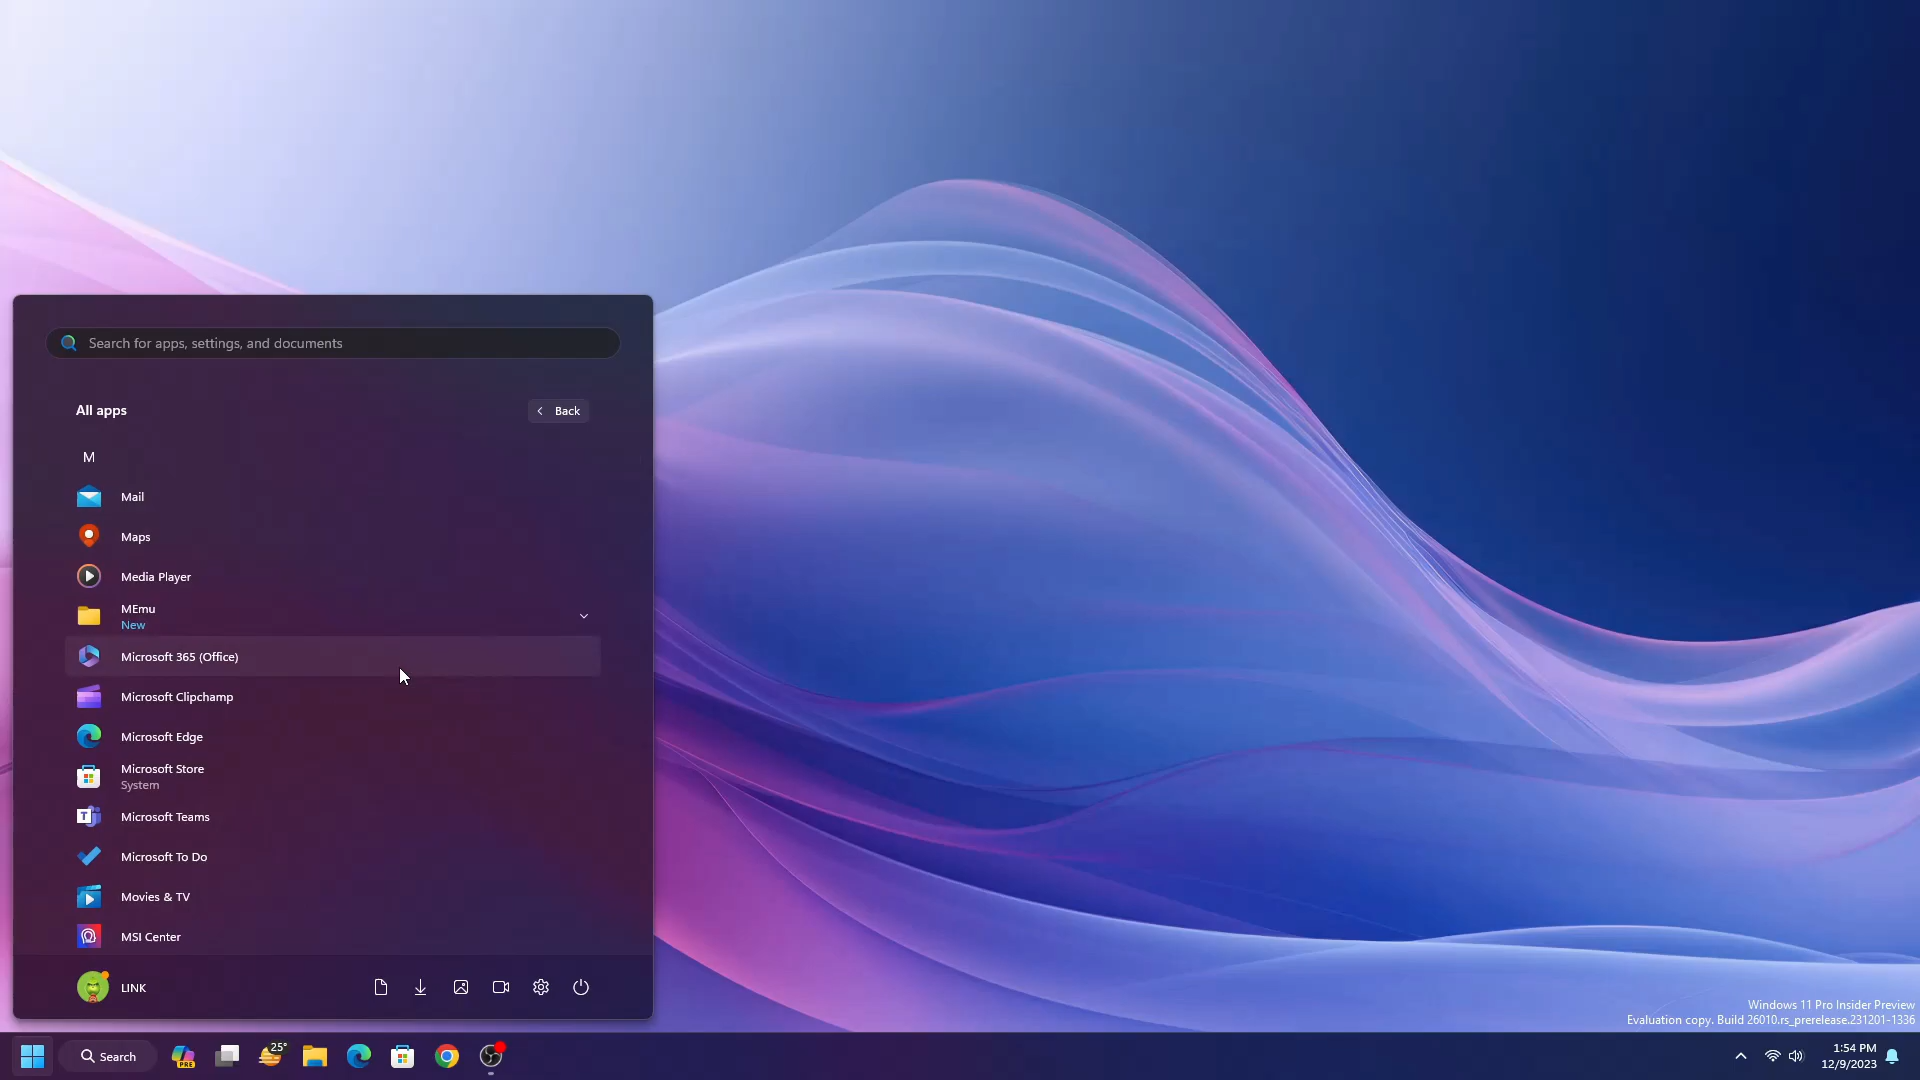 Search for apps, settings, and documents
All apps
Back
M
Mail
Maps
Media Player
MEmu
New
Microsoft 365 (Office)
Microsoft Clipchamp
Microsoft Edge
Microsoft Store
System
Microsoft Teams
Microsoft To Do
Movies & TV
MSI Center
LINK
Windows 11 Pro Insider Preview
Evaluation copy. Build 26010.rs_prerelease.231201-1336
Search
PRE
25°
1:54 PM
12/9/2023